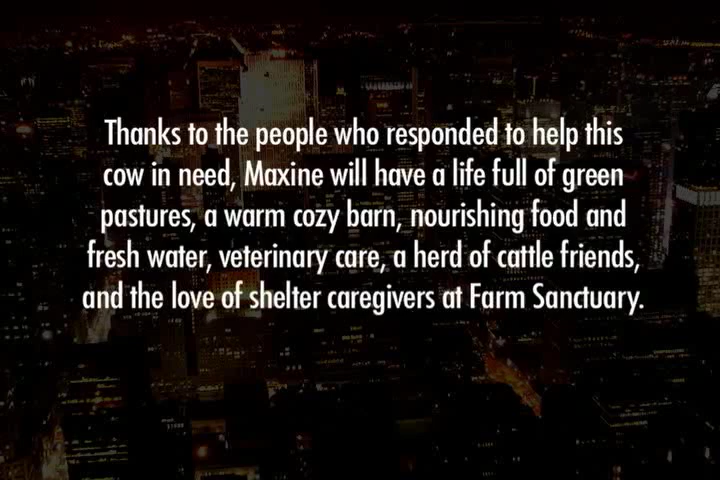 Thanks to the people who responded to help this
cow in need, Maxine will have a life full of green
pastures, a warm cozy barn, nourishing food and
fresh water, veterinary care, a herd of cattle friends,
and the love of shelter caregivers at Farm Sanctuary.